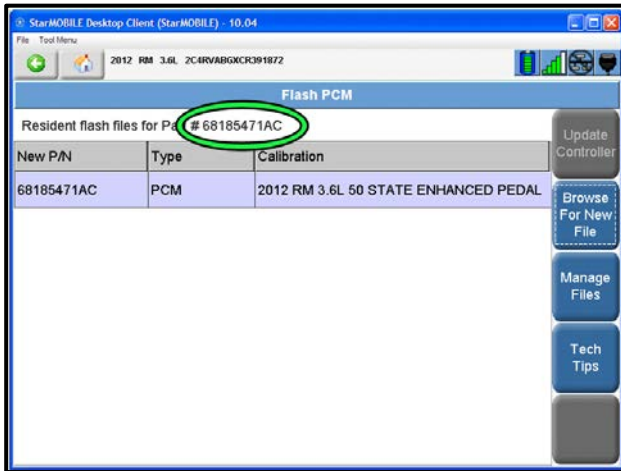 StarMOBILE Desktop Client (StarMOBILE) - 10.04
File Tool Menu
2012 RM 3.6L 2C4RVABGXCR391872
Flash PCM
Resident flash files for Pa # 68185471AC
New P/N Type Calibration
68185471AC PCM 2012 RM 3.6L 50 STATE ENHANCED PEDAL
Update Controller
Browse For New File
Manage Files
Tech Tips